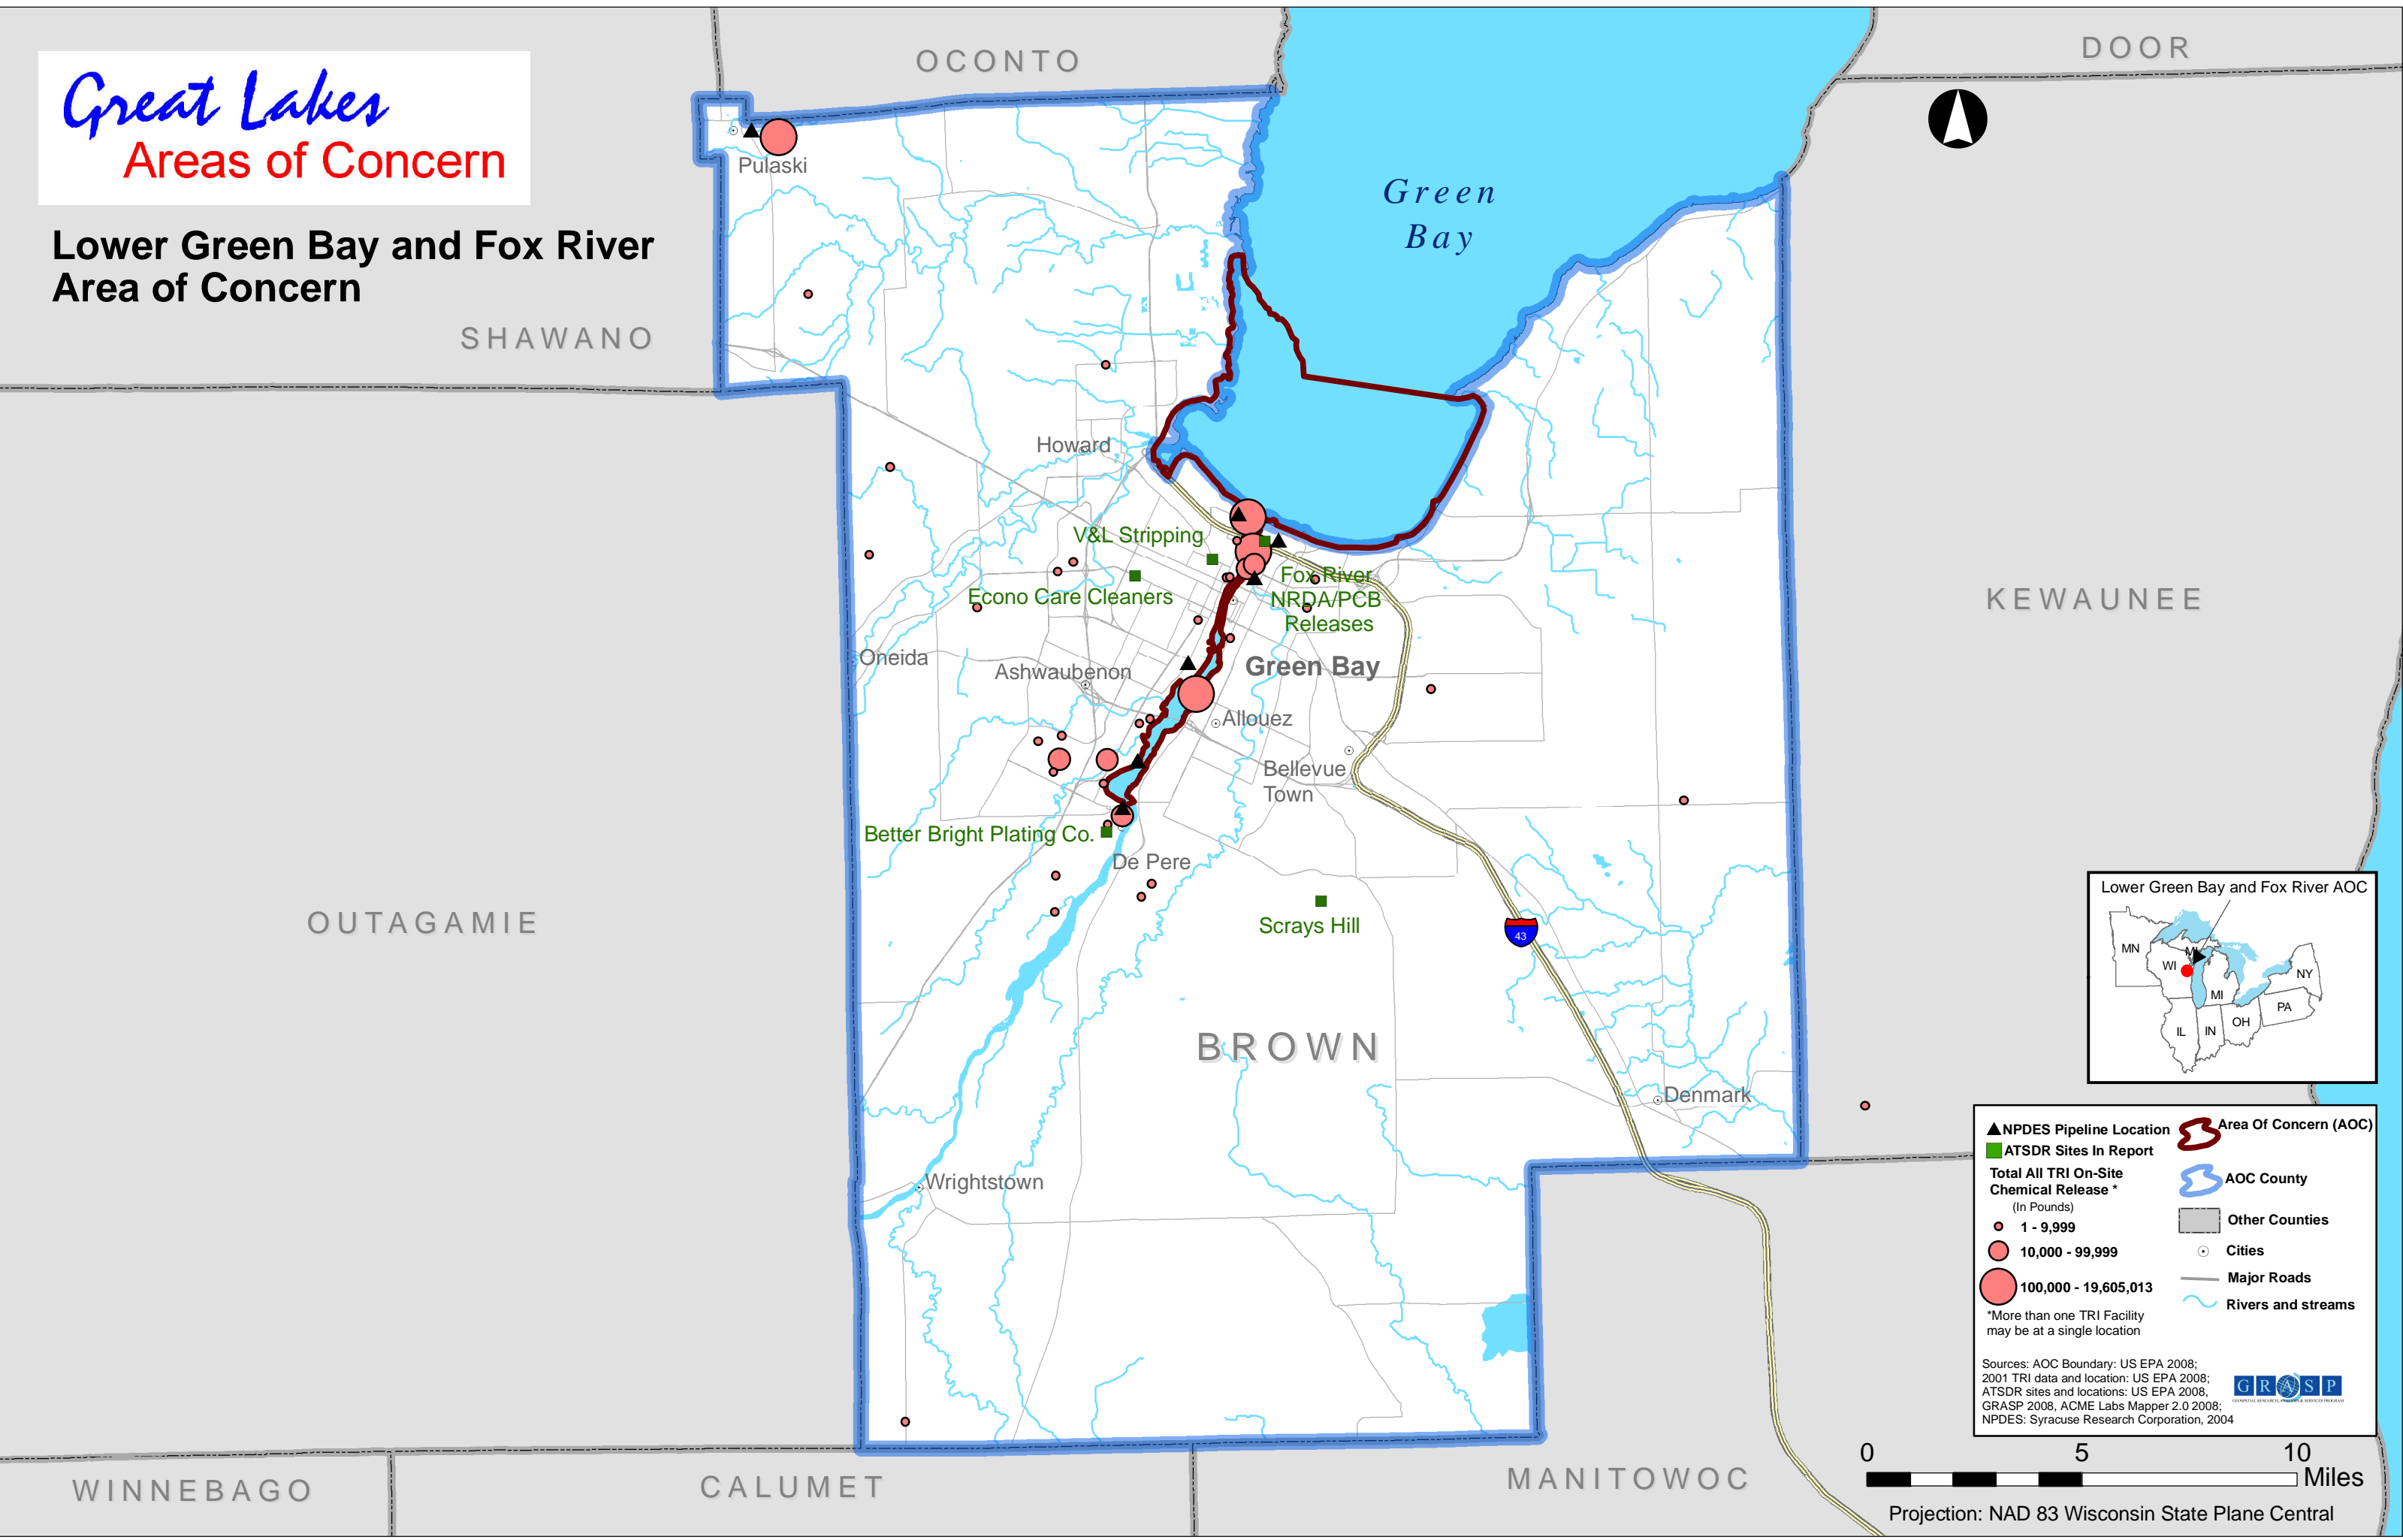 Great Lakes
Areas of Concern
Lower Green Bay and Fox River
Area of Concern
OCONTO
DOOR
SHAWANO
Green
Bay
Pulaski
Howard
V&L Stripping
Econo Care Cleaners
Fox River
NRDA/PCB
Releases
KEWAUNEE
Oneida
Ashwaubenon
Green Bay
Allouez
Bellevue
Town
Better Bright Plating Co.
De Pere
Scrays Hill
OUTAGAMIE
43
BROWN
Denmark
Wrightstown
WINNEBAGO
CALUMET
MANITOWOC
Lower Green Bay and Fox River AOC
MN
WI
MI
MI
NY
PA
IL
IN
OH
NPDES Pipeline Location
ATSDR Sites In Report
Total All TRI On-Site
Chemical Release *
(In Pounds)
1 - 9,999
10,000 - 99,999
100,000 - 19,605,013
*More than one TRI Facility
may be at a single location
Area Of Concern (AOC)
AOC County
Other Counties
Cities
Major Roads
Rivers and streams
Sources: AOC Boundary: US EPA 2008;
2001 TRI data and location: US EPA 2008;
ATSDR sites and locations: US EPA 2008,
GRASP 2008, ACME Labs Mapper 2.0 2008;
NPDES: Syracuse Research Corporation, 2004
GRASP
0 5 10
Miles
Projection: NAD 83 Wisconsin State Plane Central